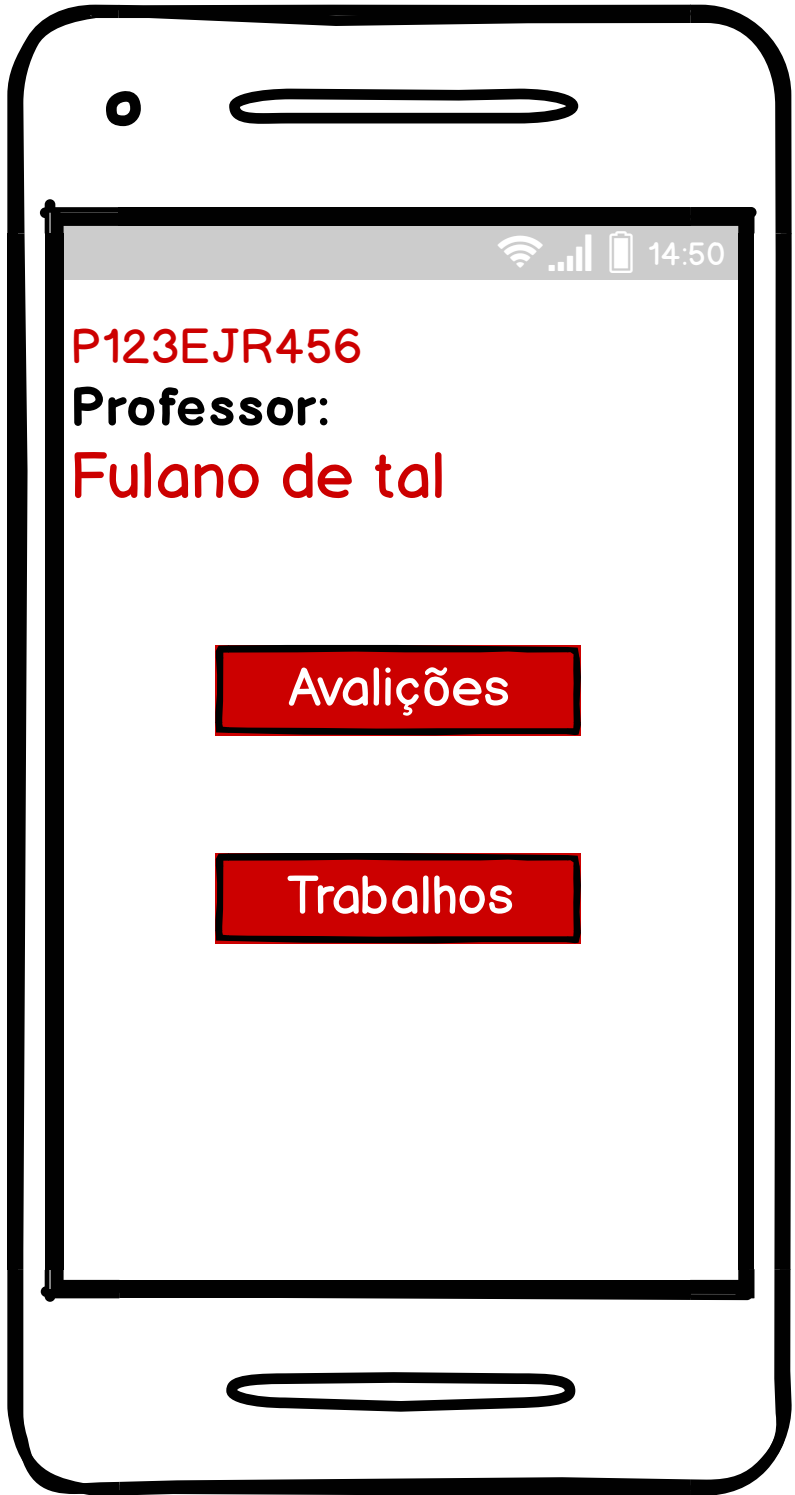 14:50
P123EJR456
Professor:
Fulano de tal
Avalições
Trabalhos